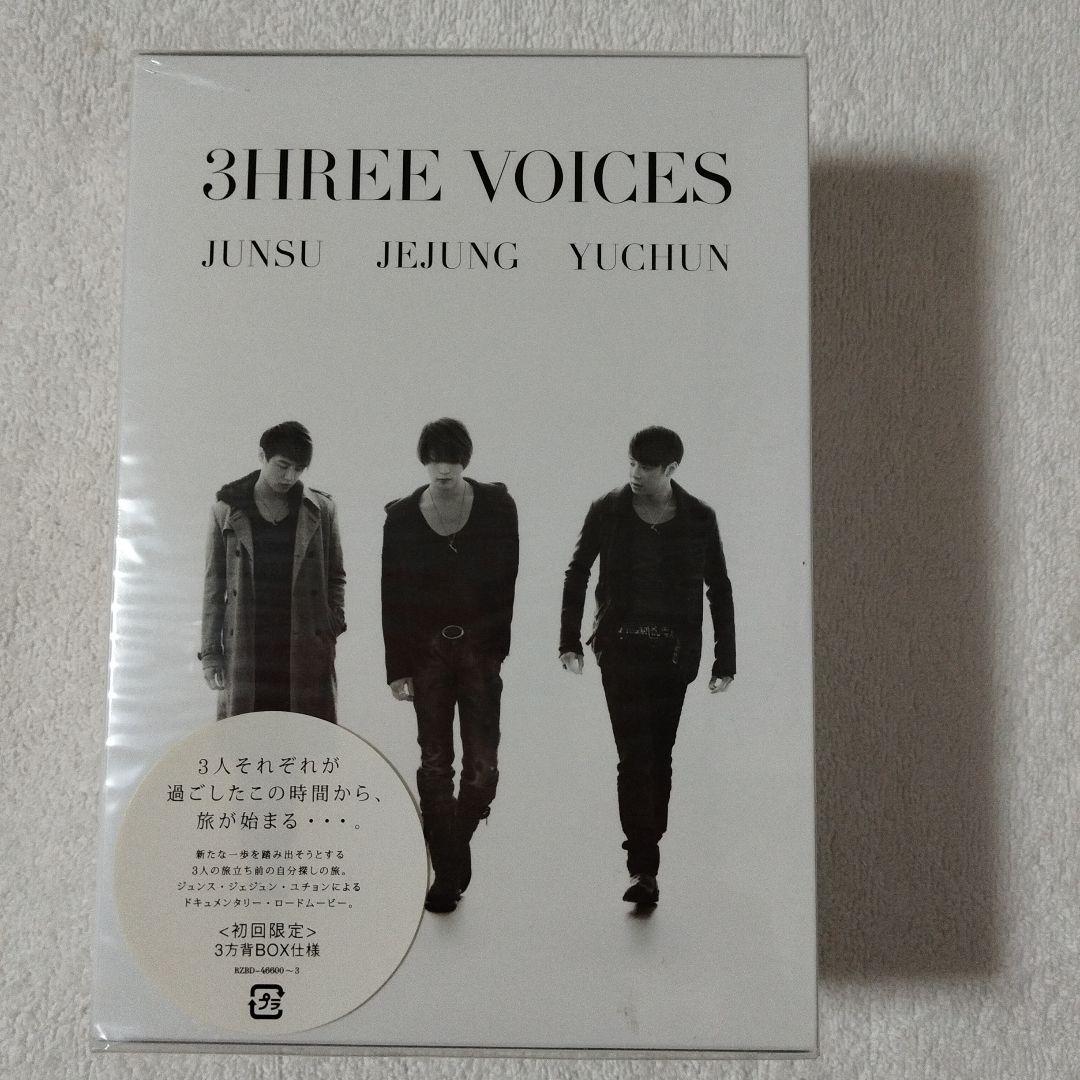 3HREE VOICES
JUNSU JEJUNG YUCHUN
3人それぞれが
過ごしたこの時間から、
旅が始まる・・・。
新たな一歩を踏み出そうとする
3人の旅立ち前の自分探しの旅。
ジュンス・ジェジュン・ユチョンによる
ドキュメンタリー・ロードムービー。
<初回限定>
3方背BOX仕様
RZBD-46600～3
プラ